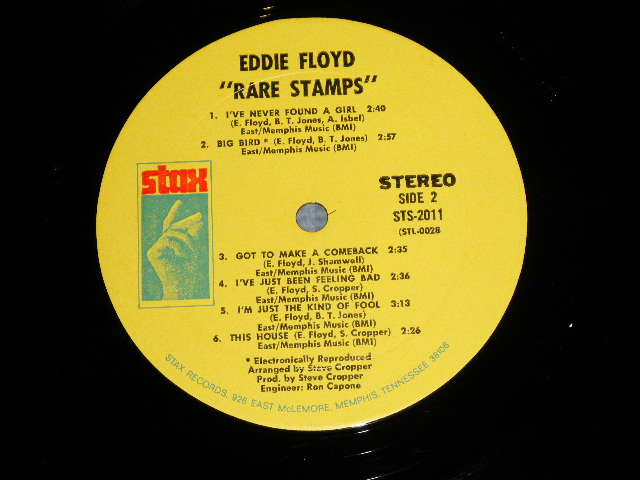 EDDIE FLOYD
"RARE STAMPS"
1. I'VE NEVER FOUND A GIRL 2:40
(E. Floyd, B. T. Jones, A. Isbel)
East/Memphis Music (BMI)
2. BIG BIRD * (E. Floyd, B. T. Jones) 2:57
East/Memphis Music (BMI)
stax
STEREO
SIDE 2
STS-2011
(STL-0028
3. GOT TO MAKE A COMEBACK 2:35
(E. Floyd, J. Shamwell)
East/Memphis Music (BMI)
4. I'VE JUST BEEN FEELING BAD 2:36
(E. Floyd, S. Cropper)
East/Memphis Music (BMI)
5. I'M JUST THE KIND OF FOOL 3:13
(E. Floyd, B. T. Jones)
East/Memphis Music (BMI)
6. THIS HOUSE (E. Floyd, S. Cropper) 2:26
East/Memphis Music (BMI)
* Electronically Reproduced
Arranged by Steve Cropper
Prod. by Steve Cropper
Engineer: Ron Capone
STAX RECORDS, 926 EAST McLEMORE, MEMPHIS, TENNESSEE 38106